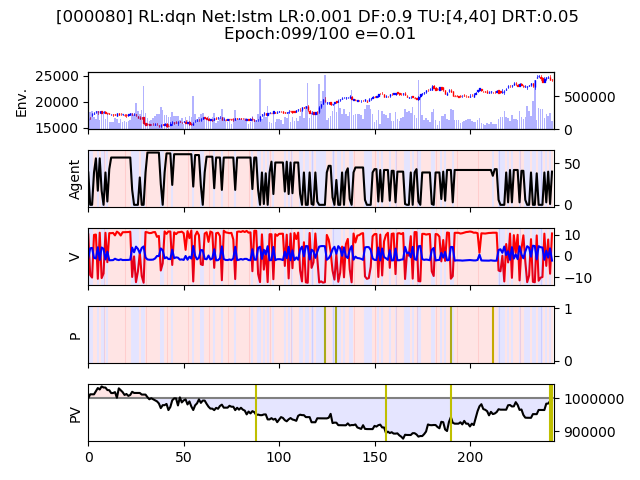 [000080] RL:dqn Net:lstm LR:0.001 DF:0.9 TU:[4,40] DRT:0.05
Epoch:099/100 e=0.01
Env.
25000
20000
15000
500000
0
Agent
50
0
V
10
0
−10
P
1
0
PV
1000000
900000
0
50
100
150
200